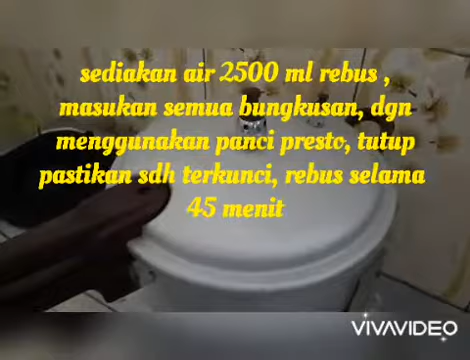 sediakan air 2500 ml rebus ,
masukan semua bungkusan, dgn
menggunakan panci presto, tutup
pastikan sdh terkunci, rebus selama
45 menit
VIVAVIDEO